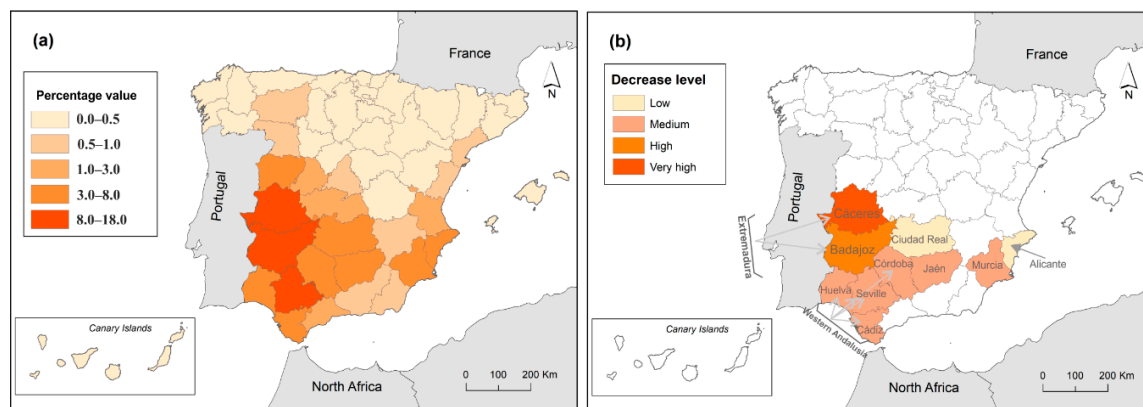 (a)
France
N
Percentage value
0.0–0.5
0.5–1.0
1.0–3.0
3.0–8.0
8.0–18.0
Portugal
Canary Islands
North Africa
0 100 200 Km
(b)
France
N
Decrease level
Low
Medium
High
Very high
Portugal
Extremadura
Cáceres
Badajoz
Ciudad Real
Córdoba
Jaén
Murcia
Alicante
Huelva
Seville
Western Andalusia
Cádiz
Canary Islands
North Africa
0 100 200 Km